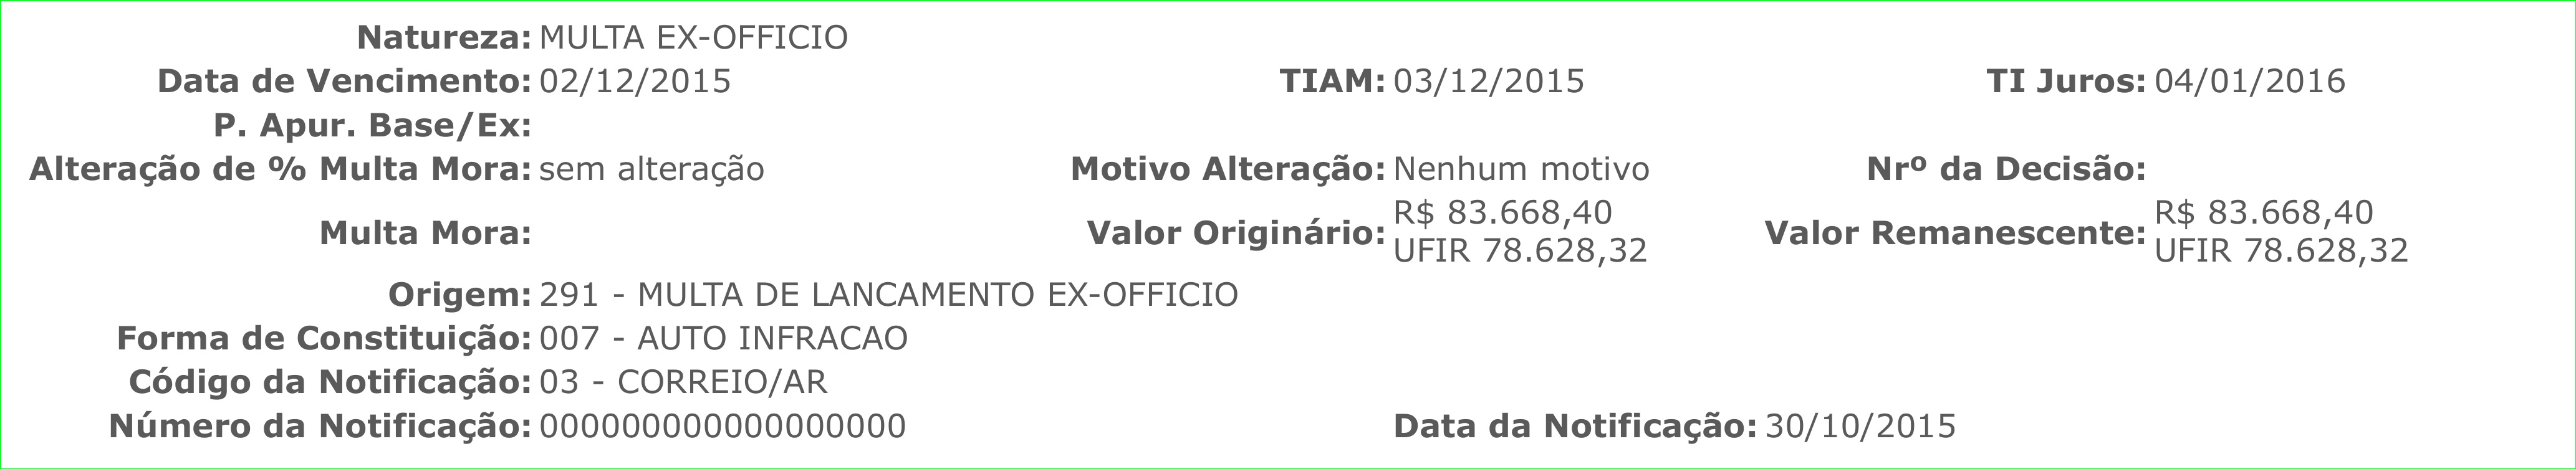 Natureza: MULTA EX-OFFICIO
Data de Vencimento: 02/12/2015 TIAM: 03/12/2015 TI Juros: 04/01/2016
P. Apur. Base/Ex:
Alteração de % Multa Mora: sem alteração Motivo Alteração: Nenhum motivo Nrº da Decisão:
Multa Mora: Valor Originário: R$ 83.668,40 UFIR 78.628,32 Valor Remanescente: R$ 83.668,40 UFIR 78.628,32
Origem: 291 - MULTA DE LANCAMENTO EX-OFFICIO
Forma de Constituição: 007 - AUTO INFRACAO
Código da Notificação: 03 - CORREIO/AR
Número da Notificação: 000000000000000000 Data da Notificação: 30/10/2015